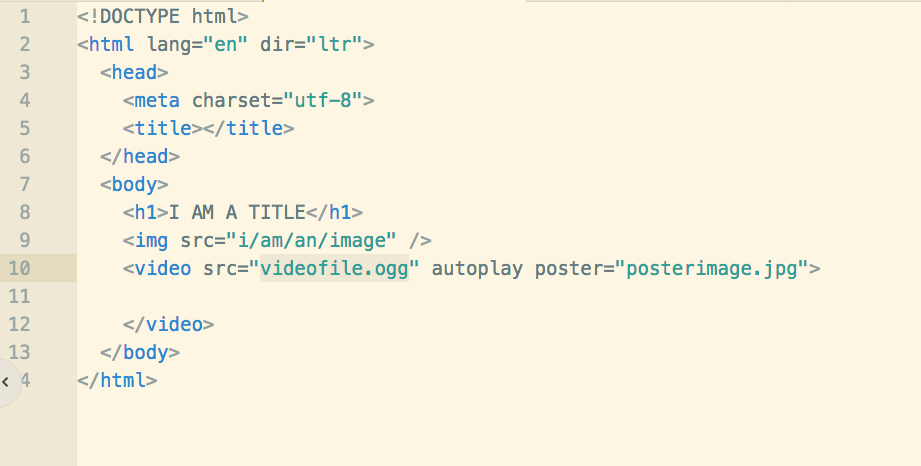 1 <!DOCTYPE html>
2 <html lang="en" dir="ltr">
3 <head>
4 <meta charset="utf-8">
5 <title></title>
6 </head>
7 <body>
8 <h1>I AM A TITLE</h1>
9 <img src="i/am/an/image" />
10 <video src="videofile.ogg" autoplay poster="posterimage.jpg">
11
12 </video>
13 </body>
4 </html>